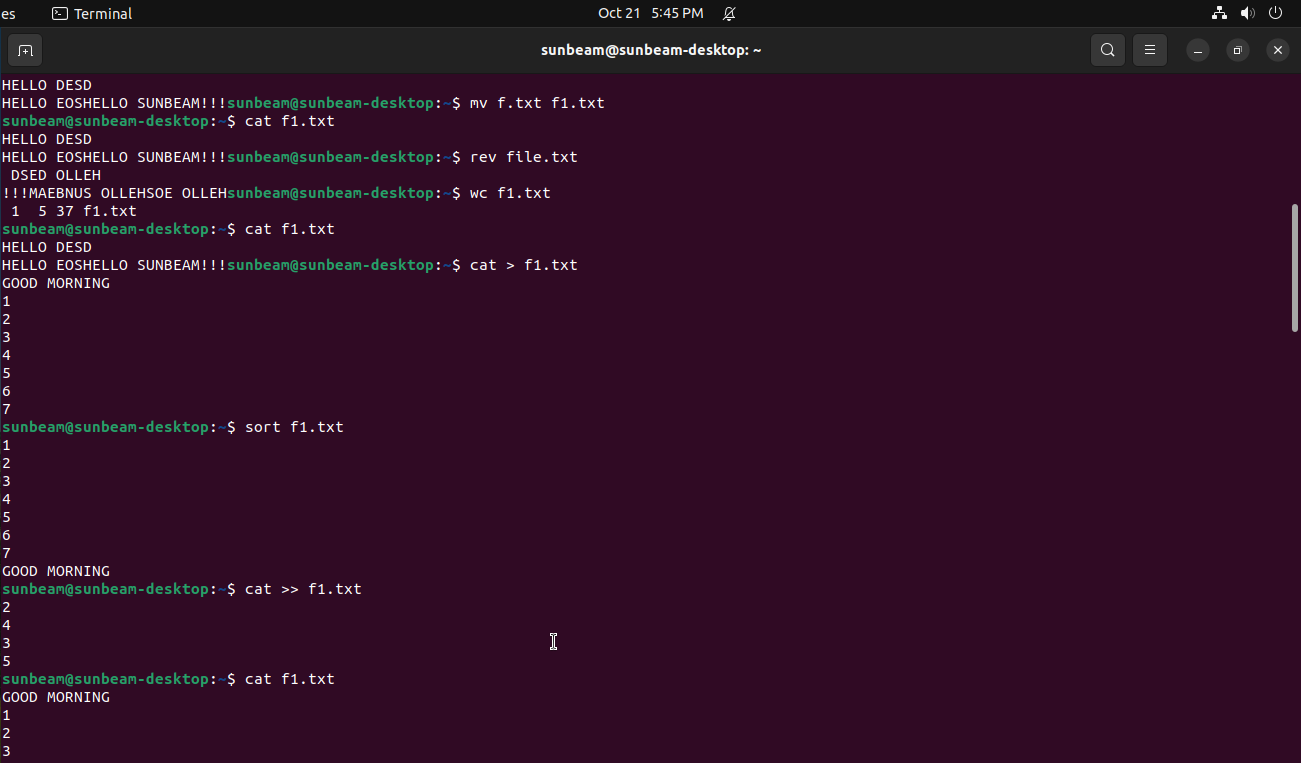 es
Terminal
Oct 21 5:45 PM
sunbeam@sunbeam-desktop: ~
HELLO DESD
HELLO EOSHELLO SUNBEAM!!!sunbeam@sunbeam-desktop:~$ mv f.txt f1.txt
sunbeam@sunbeam-desktop:~$ cat f1.txt
HELLO DESD
HELLO EOSHELLO SUNBEAM!!!sunbeam@sunbeam-desktop:~$ rev file.txt
 DSED OLLEH
!!!MAEBNUS OLLEHSOE OLLEHsunbeam@sunbeam-desktop:~$ wc f1.txt
 1  5 37 f1.txt
sunbeam@sunbeam-desktop:~$ cat f1.txt
HELLO DESD
HELLO EOSHELLO SUNBEAM!!!sunbeam@sunbeam-desktop:~$ cat > f1.txt
GOOD MORNING
1
2
3
4
5
6
7
sunbeam@sunbeam-desktop:~$ sort f1.txt
1
2
3
4
5
6
7
GOOD MORNING
sunbeam@sunbeam-desktop:~$ cat >> f1.txt
2
4
3
5
sunbeam@sunbeam-desktop:~$ cat f1.txt
GOOD MORNING
1
2
3